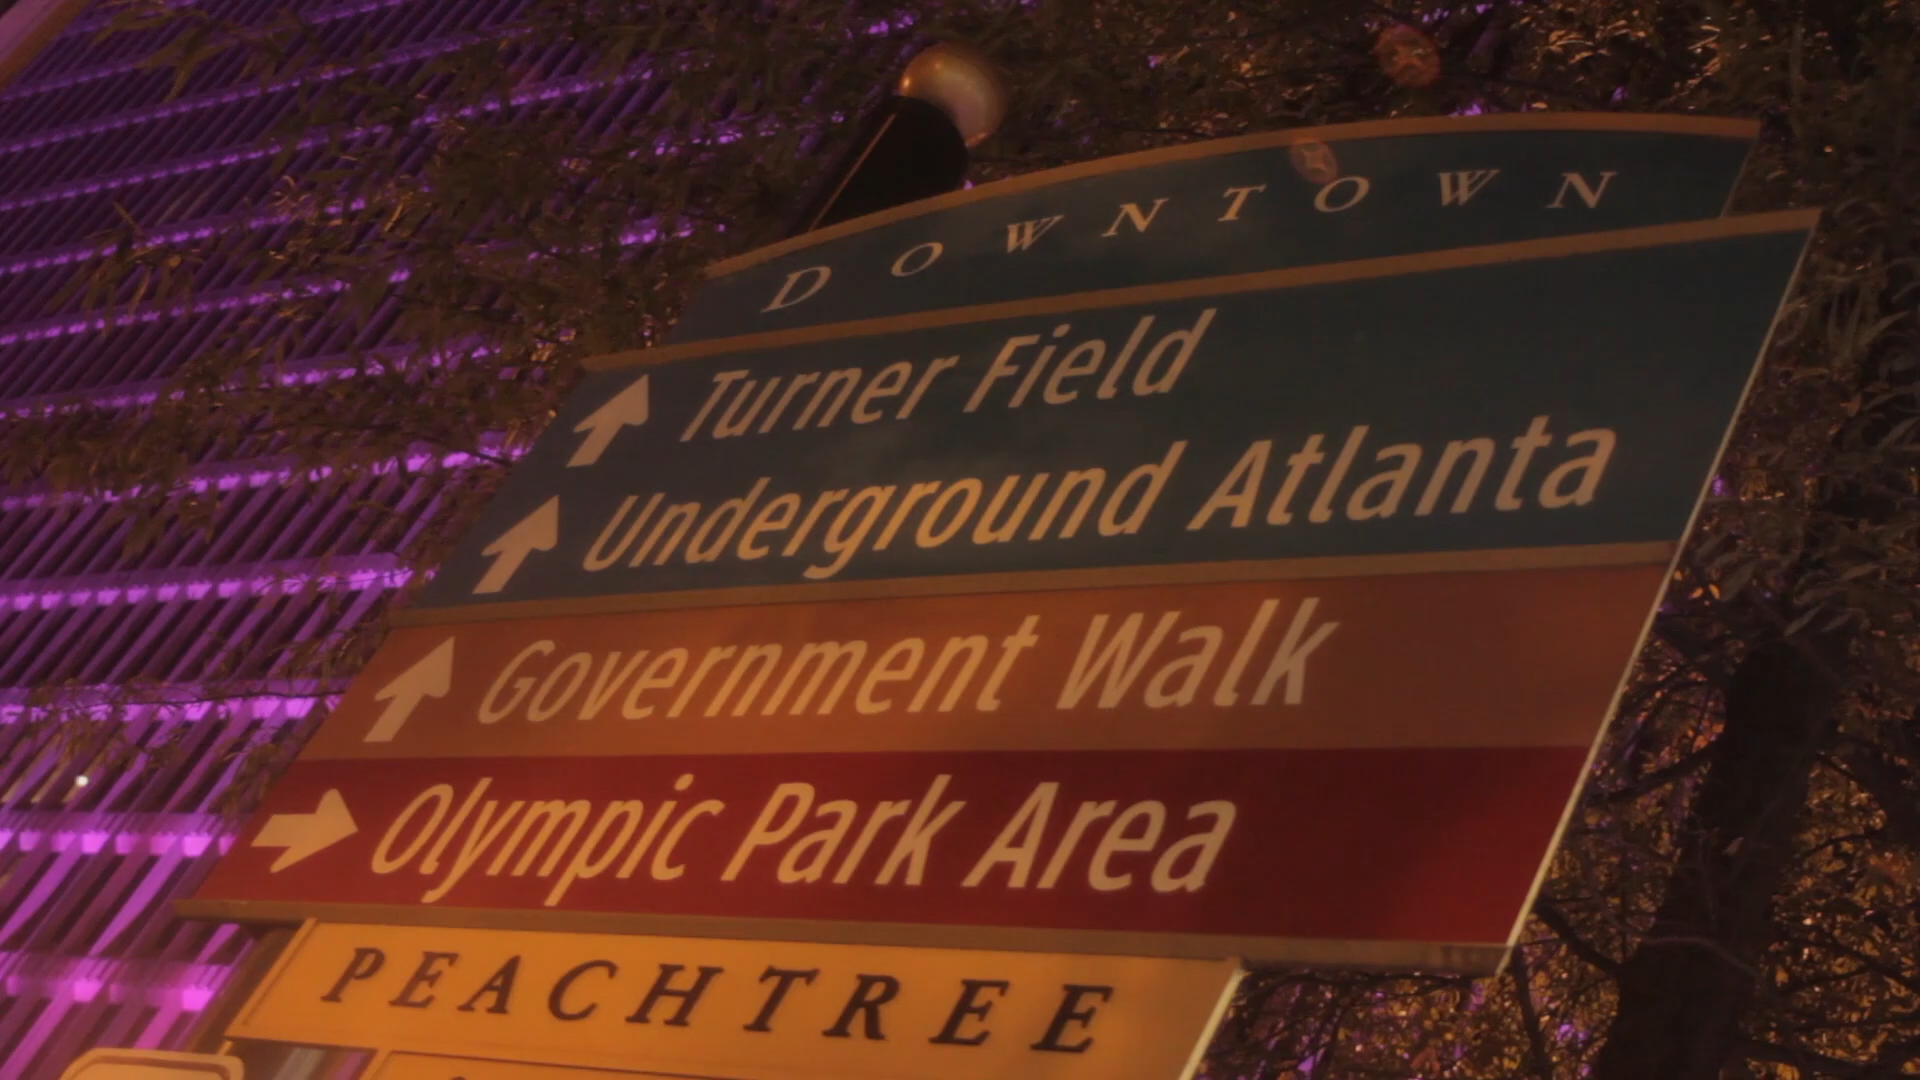 DOWNTOWN
Turner Field
Underground Atlanta
Government Walk
Olympic Park Area
PEACHTREE